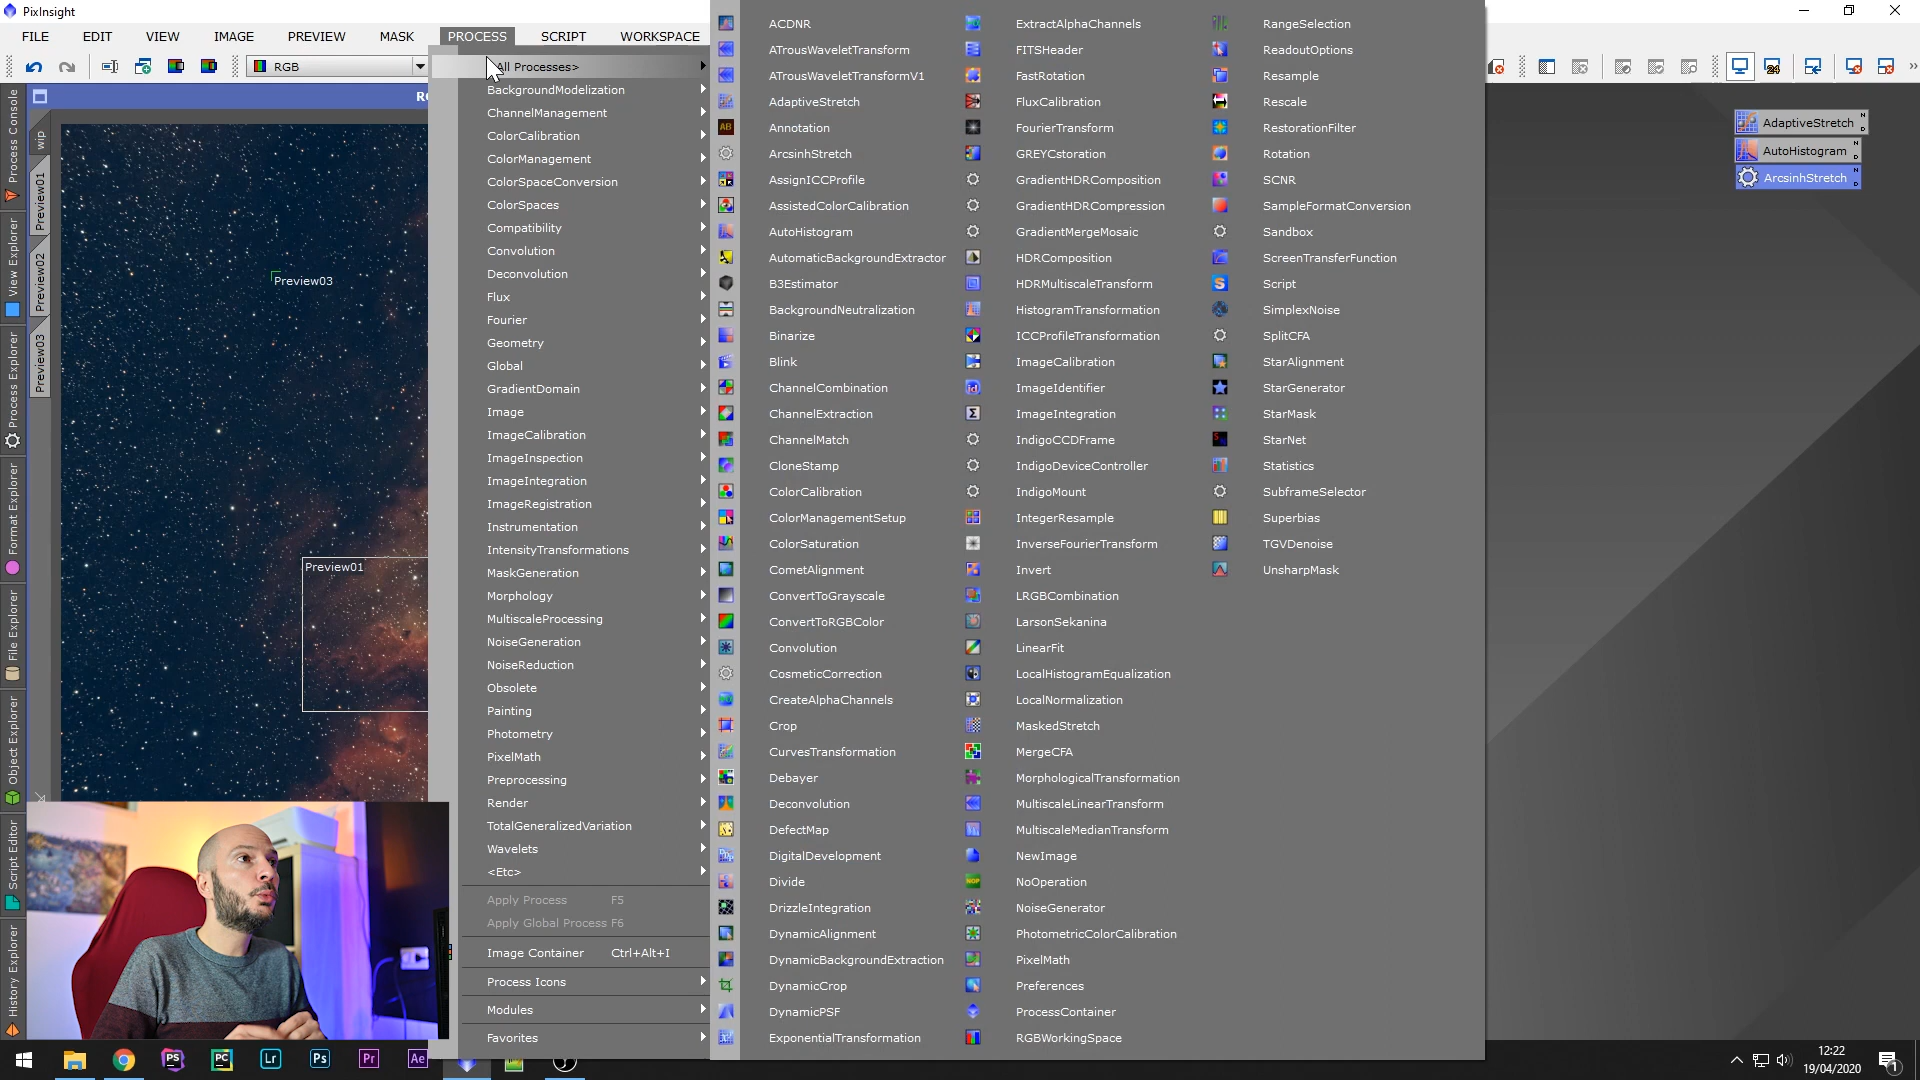 PixInsight
FILE EDIT VIEW IMAGE PREVIEW MASK PROCESS SCRIPT WORKSPACE
RGB
wip
Preview01
Preview02
Preview03
Process Console
View Explorer
Process Explorer
Format Explorer
File Explorer
Object Explorer
Script Editor
History Explorer
Preview03
Preview01
All Processes>
BackgroundModelization
ChannelManagement
ColorCalibration
ColorManagement
ColorSpaceConversion
ColorSpaces
Compatibility
Convolution
Deconvolution
Flux
Fourier
Geometry
Global
GradientDomain
Image
ImageCalibration
ImageInspection
ImageIntegration
ImageRegistration
Instrumentation
IntensityTransformations
MaskGeneration
Morphology
MultiscaleProcessing
NoiseGeneration
NoiseReduction
Obsolete
Painting
Photometry
PixelMath
Preprocessing
Render
TotalGeneralizedVariation
Wavelets
<Etc>
Apply Process F5
Apply Global Process F6
Image Container Ctrl+Alt+I
Process Icons
Modules
Favorites
ACDNR
ATrousWaveletTransform
ATrousWaveletTransformV1
AdaptiveStretch
Annotation
ArcsinhStretch
AssignICCProfile
AssistedColorCalibration
AutoHistogram
AutomaticBackgroundExtractor
B3Estimator
BackgroundNeutralization
Binarize
Blink
ChannelCombination
ChannelExtraction
ChannelMatch
CloneStamp
ColorCalibration
ColorManagementSetup
ColorSaturation
CometAlignment
ConvertToGrayscale
ConvertToRGBColor
Convolution
CosmeticCorrection
CreateAlphaChannels
Crop
CurvesTransformation
Debayer
Deconvolution
DefectMap
DigitalDevelopment
Divide
DrizzleIntegration
DynamicAlignment
DynamicBackgroundExtraction
DynamicCrop
DynamicPSF
ExponentialTransformation
ExtractAlphaChannels
FITSHeader
FastRotation
FluxCalibration
FourierTransform
GREYCstoration
GradientHDRComposition
GradientHDRCompression
GradientMergeMosaic
HDRComposition
HDRMultiscaleTransform
HistogramTransformation
ICCProfileTransformation
ImageCalibration
ImageIdentifier
ImageIntegration
IndigoCCDFrame
IndigoDeviceController
IndigoMount
IntegerResample
InverseFourierTransform
Invert
LRGBCombination
LarsonSekanina
LinearFit
LocalHistogramEqualization
LocalNormalization
MaskedStretch
MergeCFA
MorphologicalTransformation
MultiscaleLinearTransform
MultiscaleMedianTransform
NewImage
NoOperation
NoiseGenerator
PhotometricColorCalibration
PixelMath
Preferences
ProcessContainer
RGBWorkingSpace
RangeSelection
ReadoutOptions
Resample
Rescale
RestorationFilter
Rotation
SCNR
SampleFormatConversion
Sandbox
ScreenTransferFunction
Script
SimplexNoise
SplitCFA
StarAlignment
StarGenerator
StarMask
StarNet
Statistics
SubframeSelector
Superbias
TGVDenoise
UnsharpMask
AdaptiveStretch
AutoHistogram
ArcsinhStretch
PS PC Lr Ps Pr Ae
12:22
19/04/2020